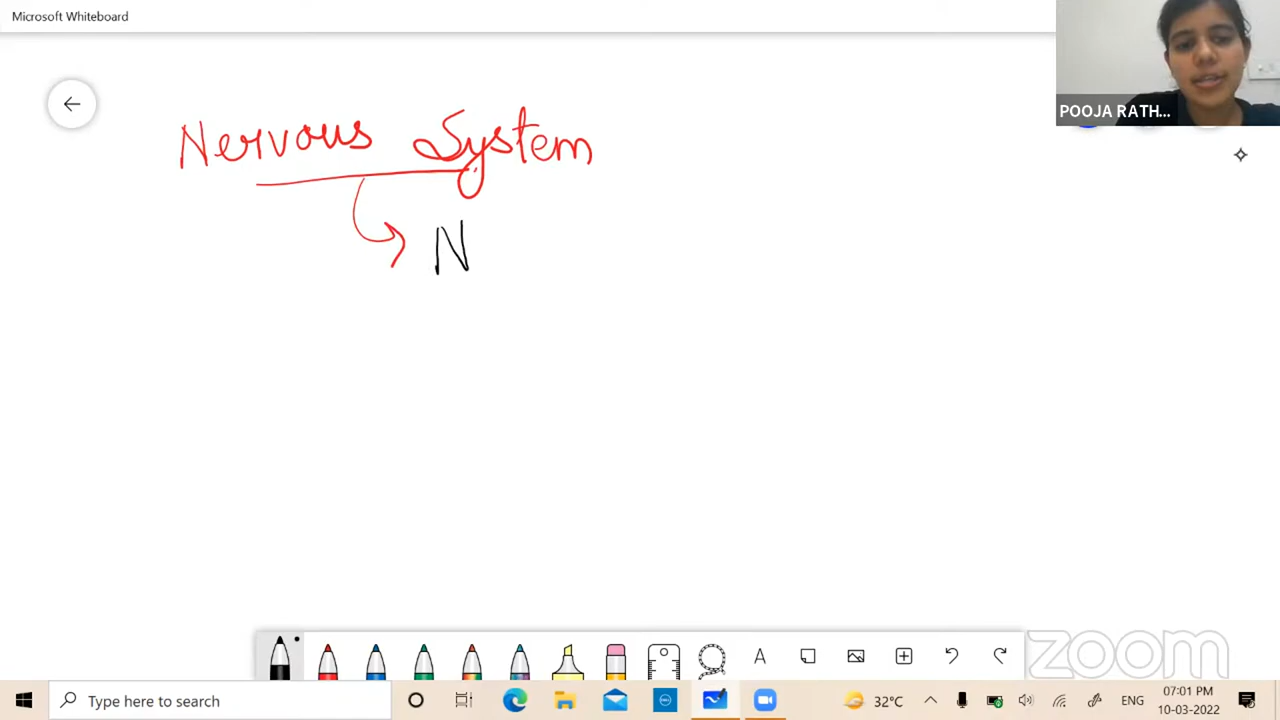 Microsoft Whiteboard
POOJA RATH...
Nervous System
N
zoom
Type here to search
32°C
ENG
07:01 PM
10-03-2022